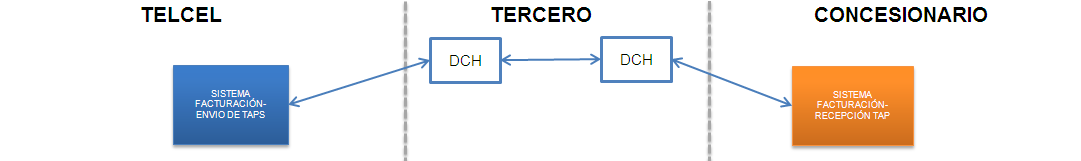 TELCEL
TERCERO
CONCESIONARIO
DCH
DCH
SISTEMA
FACTURACIÓN-
ENVIO DE TAPS
SISTEMA
FACTURACIÓN-
RECEPCIÓN TAP